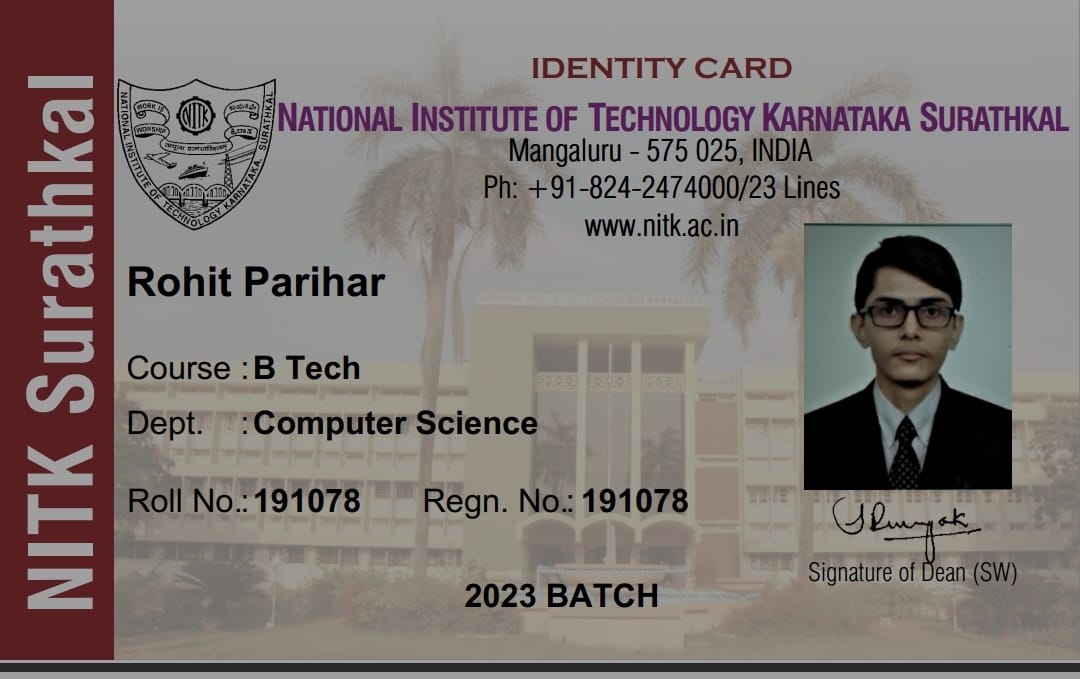 NITK Surathkal
IDENTITY CARD
NATIONAL INSTITUTE OF TECHNOLOGY KARNATAKA SURATHKAL
Mangaluru - 575 025, INDIA
Ph: +91-824-2474000/23 Lines
www.nitk.ac.in
NATIONAL INSTITUTE OF TECHNOLOGY KARNATAKA, SURATHKAL
WORK IS
WORSHIP
NITK
Rohit Parihar
Course : B Tech
Dept. : Computer Science
Roll No.: 191078 Regn. No.: 191078
Signature of Dean (SW)
2023 BATCH